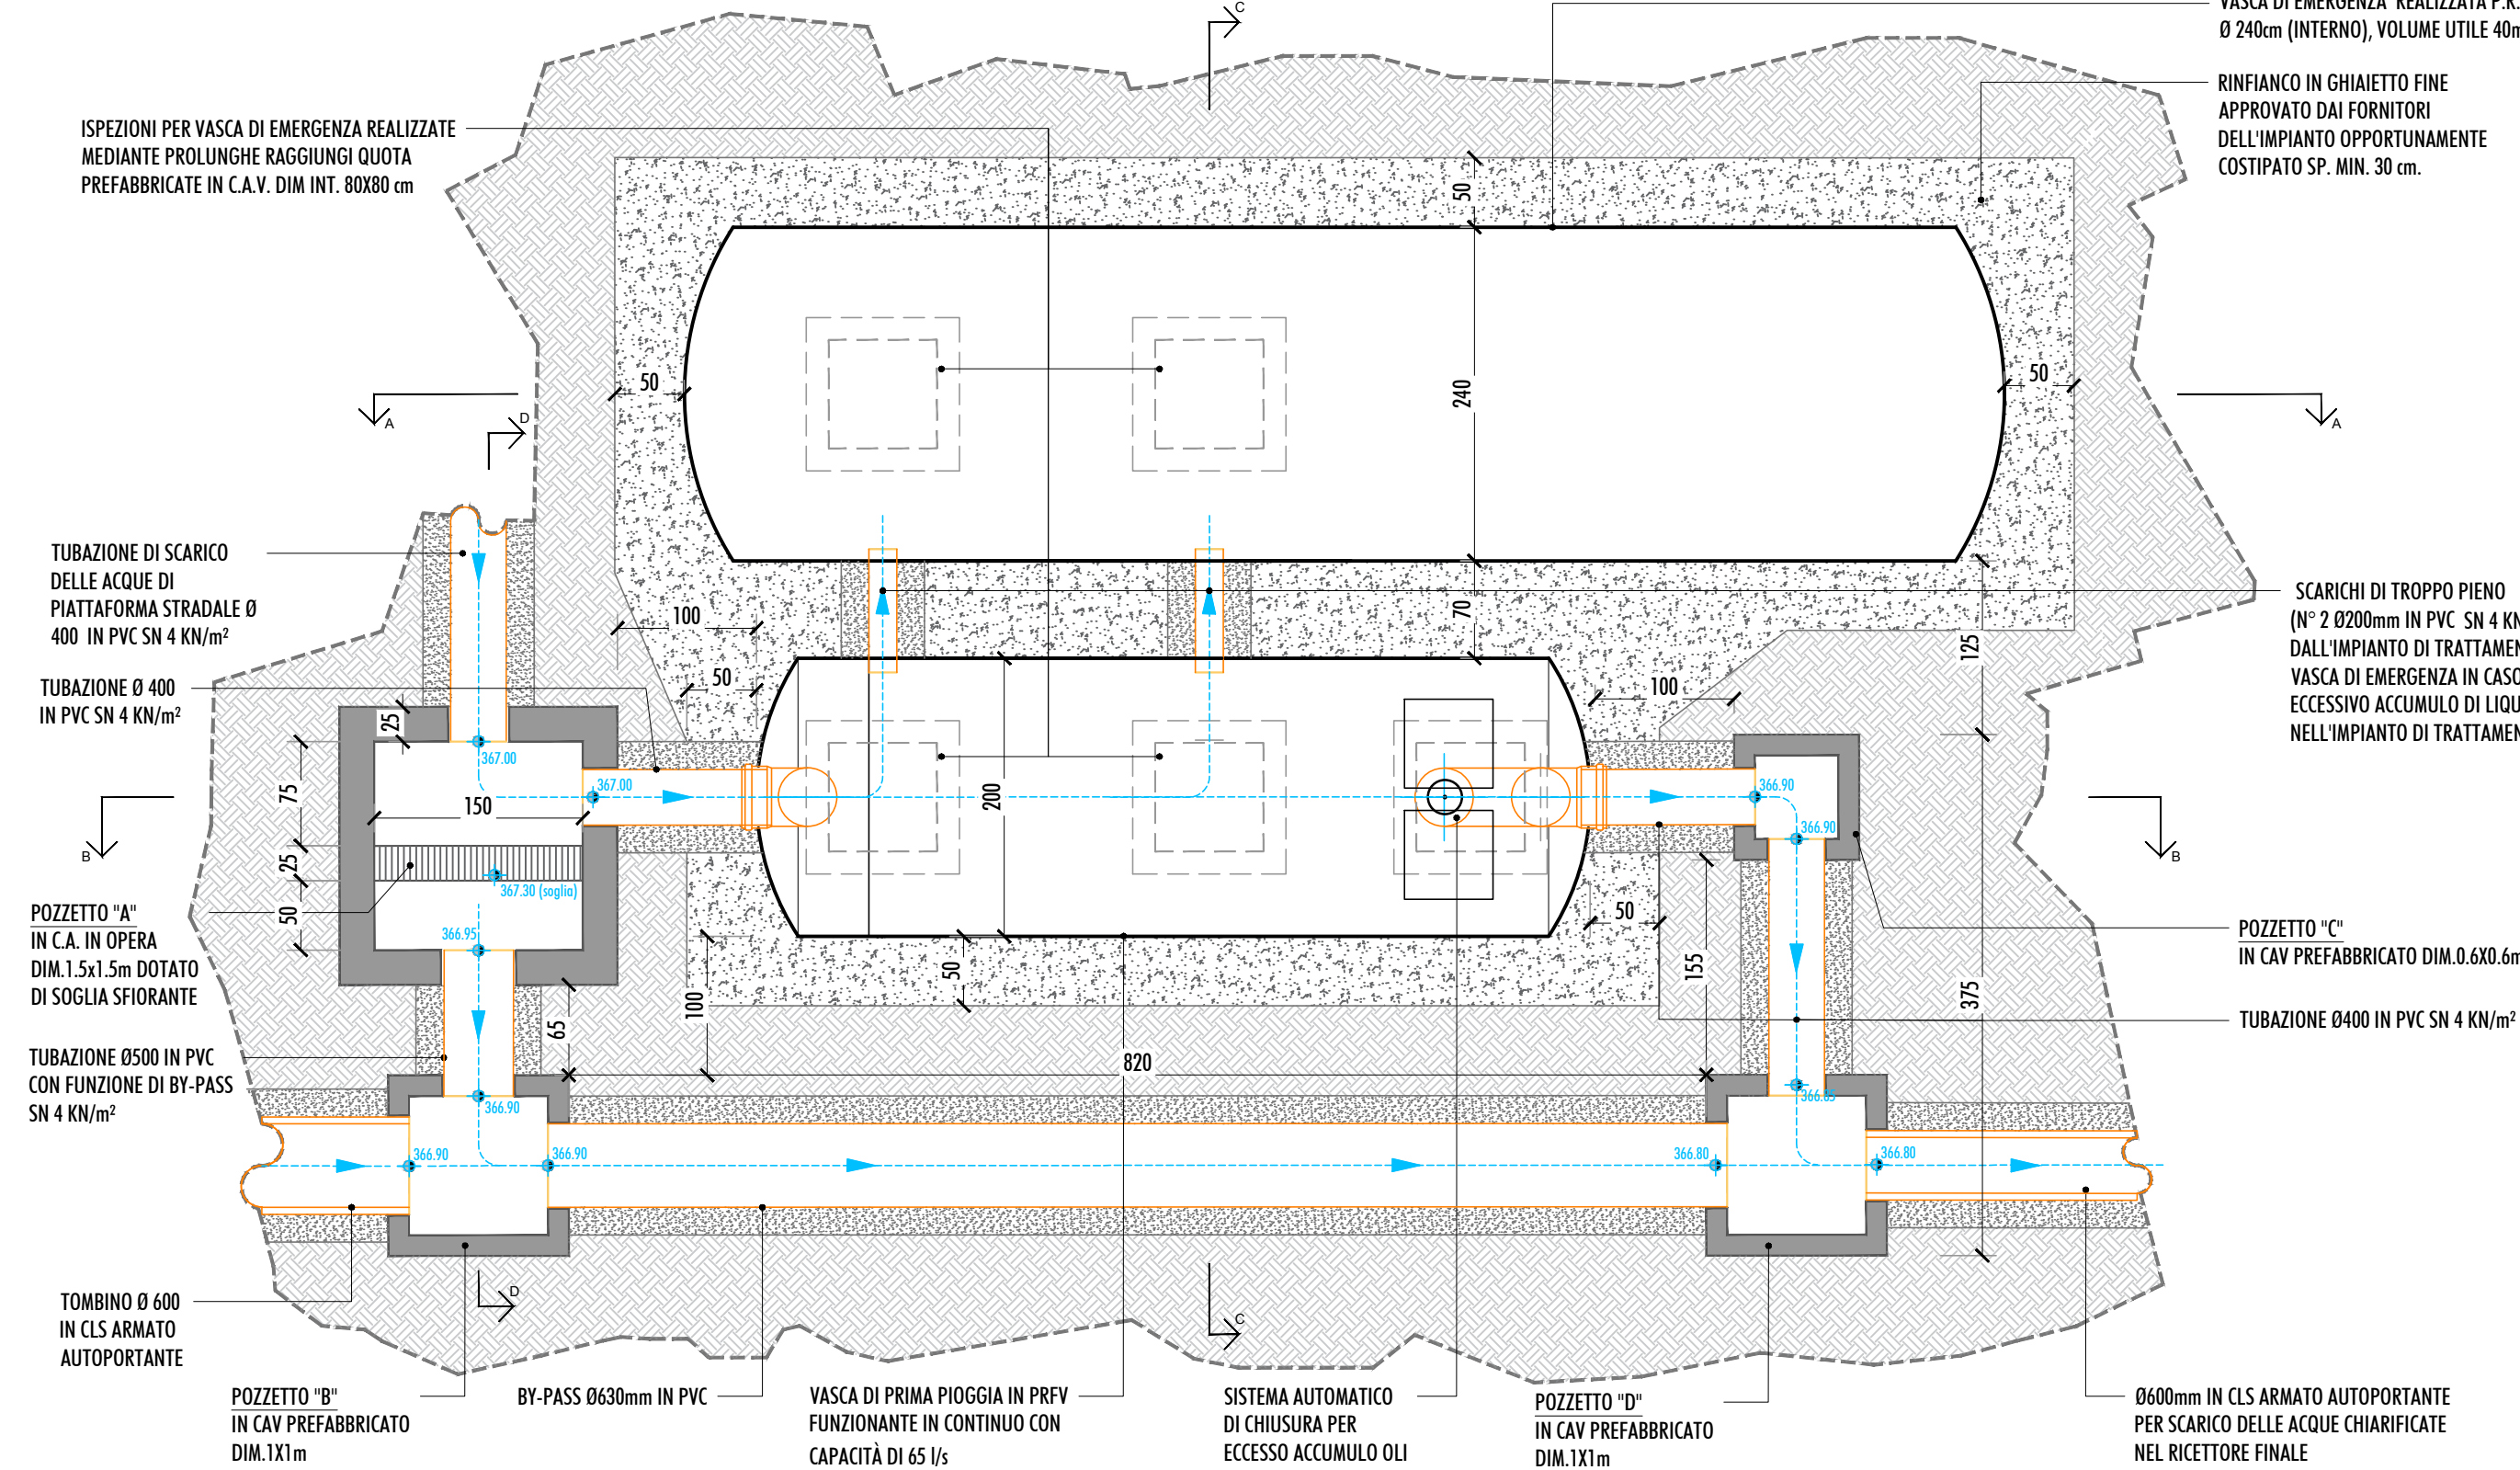 C
VASCA DI EMERGENZA REALIZZATA P.R.
Ø 240cm (INTERNO), VOLUME UTILE 40m
RINFIANCO IN GHIAIETTO FINE
APPROVATO DAI FORNITORI
DELL'IMPIANTO OPPORTUNAMENTE
COSTIPATO SP. MIN. 30 cm.
ISPEZIONI PER VASCA DI EMERGENZA REALIZZATE
MEDIANTE PROLUNGHE RAGGIUNGI QUOTA
PREFABBRICATE IN C.A.V. DIM INT. 80X80 cm
50
50
240
50
A
D
A
TUBAZIONE DI SCARICO
DELLE ACQUE DI
PIATTAFORMA STRADALE Ø
400 IN PVC SN 4 KN/m²
TUBAZIONE Ø 400
IN PVC SN 4 KN/m²
100
50
70
125
100
SCARICHI DI TROPPO PIENO
(N° 2 Ø200mm IN PVC SN 4 KN
DALL'IMPIANTO DI TRATTAMEN
VASCA DI EMERGENZA IN CASO
ECCESSIVO ACCUMULO DI LIQU
NELL'IMPIANTO DI TRATTAMEN
25
367.00
367.00
75
150
200
366.90
366.90
B
B
25
367.30 (soglia)
50
366.95
POZZETTO "A"
IN C.A. IN OPERA
DIM.1.5x1.5m DOTATO
DI SOGLIA SFIORANTE
50
50
155
100
65
375
820
POZZETTO "C"
IN CAV PREFABBRICATO DIM.0.6X0.6m
TUBAZIONE Ø400 IN PVC SN 4 KN/m²
TUBAZIONE Ø500 IN PVC
CON FUNZIONE DI BY-PASS
SN 4 KN/m²
366.90
366.85
366.90
366.90
366.80
366.80
D
C
TOMBINO Ø 600
IN CLS ARMATO
AUTOPORTANTE
POZZETTO "B"
IN CAV PREFABBRICATO
DIM.1X1m
BY-PASS Ø630mm IN PVC
VASCA DI PRIMA PIOGGIA IN PRFV
FUNZIONANTE IN CONTINUO CON
CAPACITÀ DI 65 l/s
SISTEMA AUTOMATICO
DI CHIUSURA PER
ECCESSO ACCUMULO OLI
POZZETTO "D"
IN CAV PREFABBRICATO
DIM.1X1m
Ø600mm IN CLS ARMATO AUTOPORTANTE
PER SCARICO DELLE ACQUE CHIARIFICATE
NEL RICETTORE FINALE